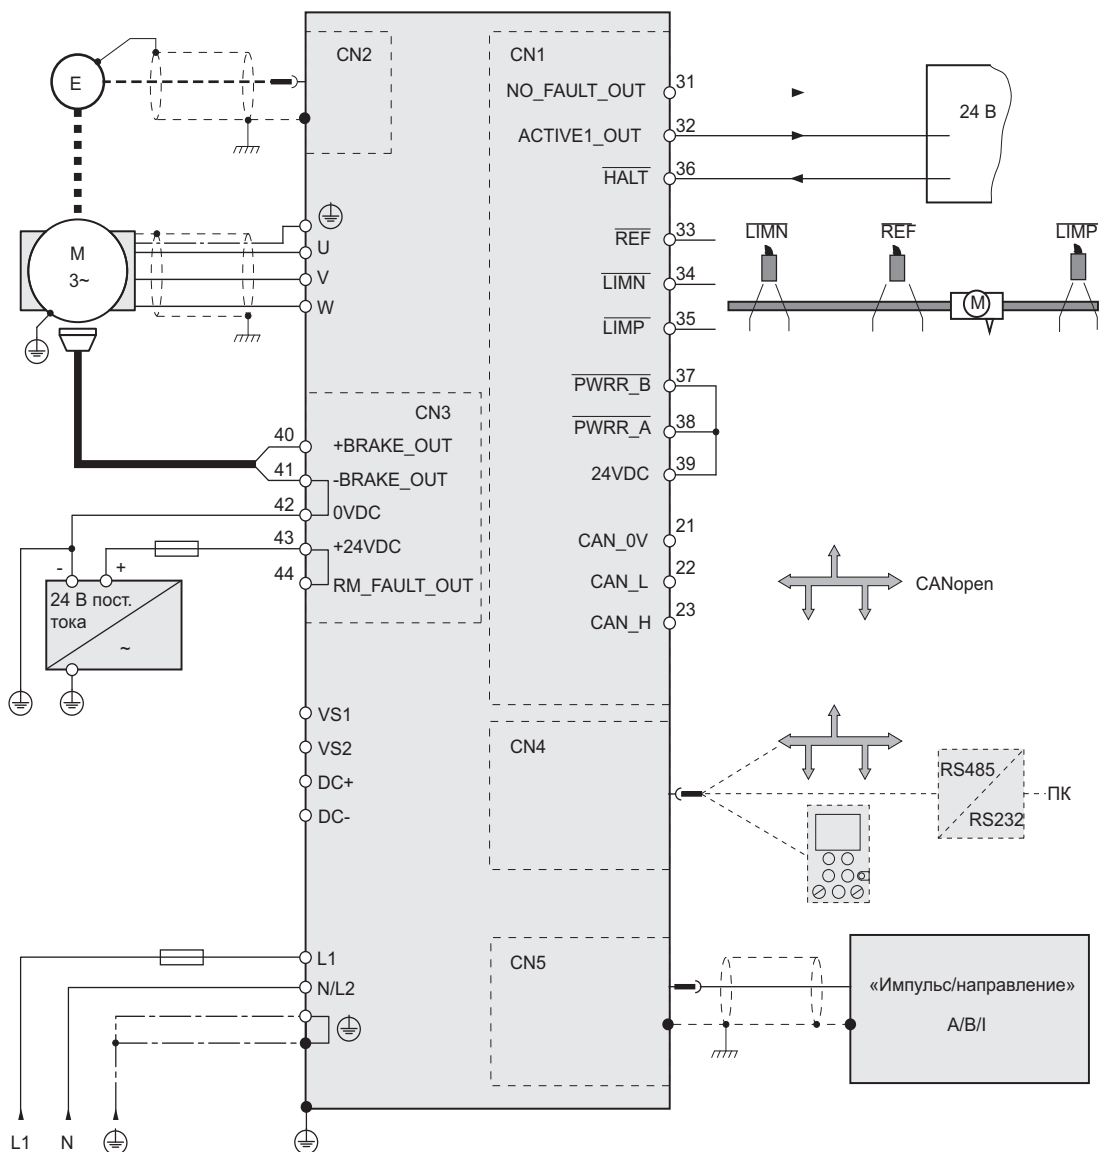 CN2
CN1
E
NO_FAULT_OUT
31
ACTIVE1_OUT
32
HALT
36
24 В
REF
33
LIMN
34
LIMP
35
LIMN
REF
LIMP
M
U
V
W
M
3~
PWRR_B
37
PWRR_A
38
24VDC
39
CN3
40
+BRAKE_OUT
41
-BRAKE_OUT
42
0VDC
43
+24VDC
44
RM_FAULT_OUT
- +
24 В пост.
тока
~
CAN_0V
21
CAN_L
22
CAN_H
23
CANopen
VS1
VS2
DC+
DC-
CN4
RS485
RS232
ПК
L1
N/L2
CN5
«Импульс/направление»
A/B/I
L1
N